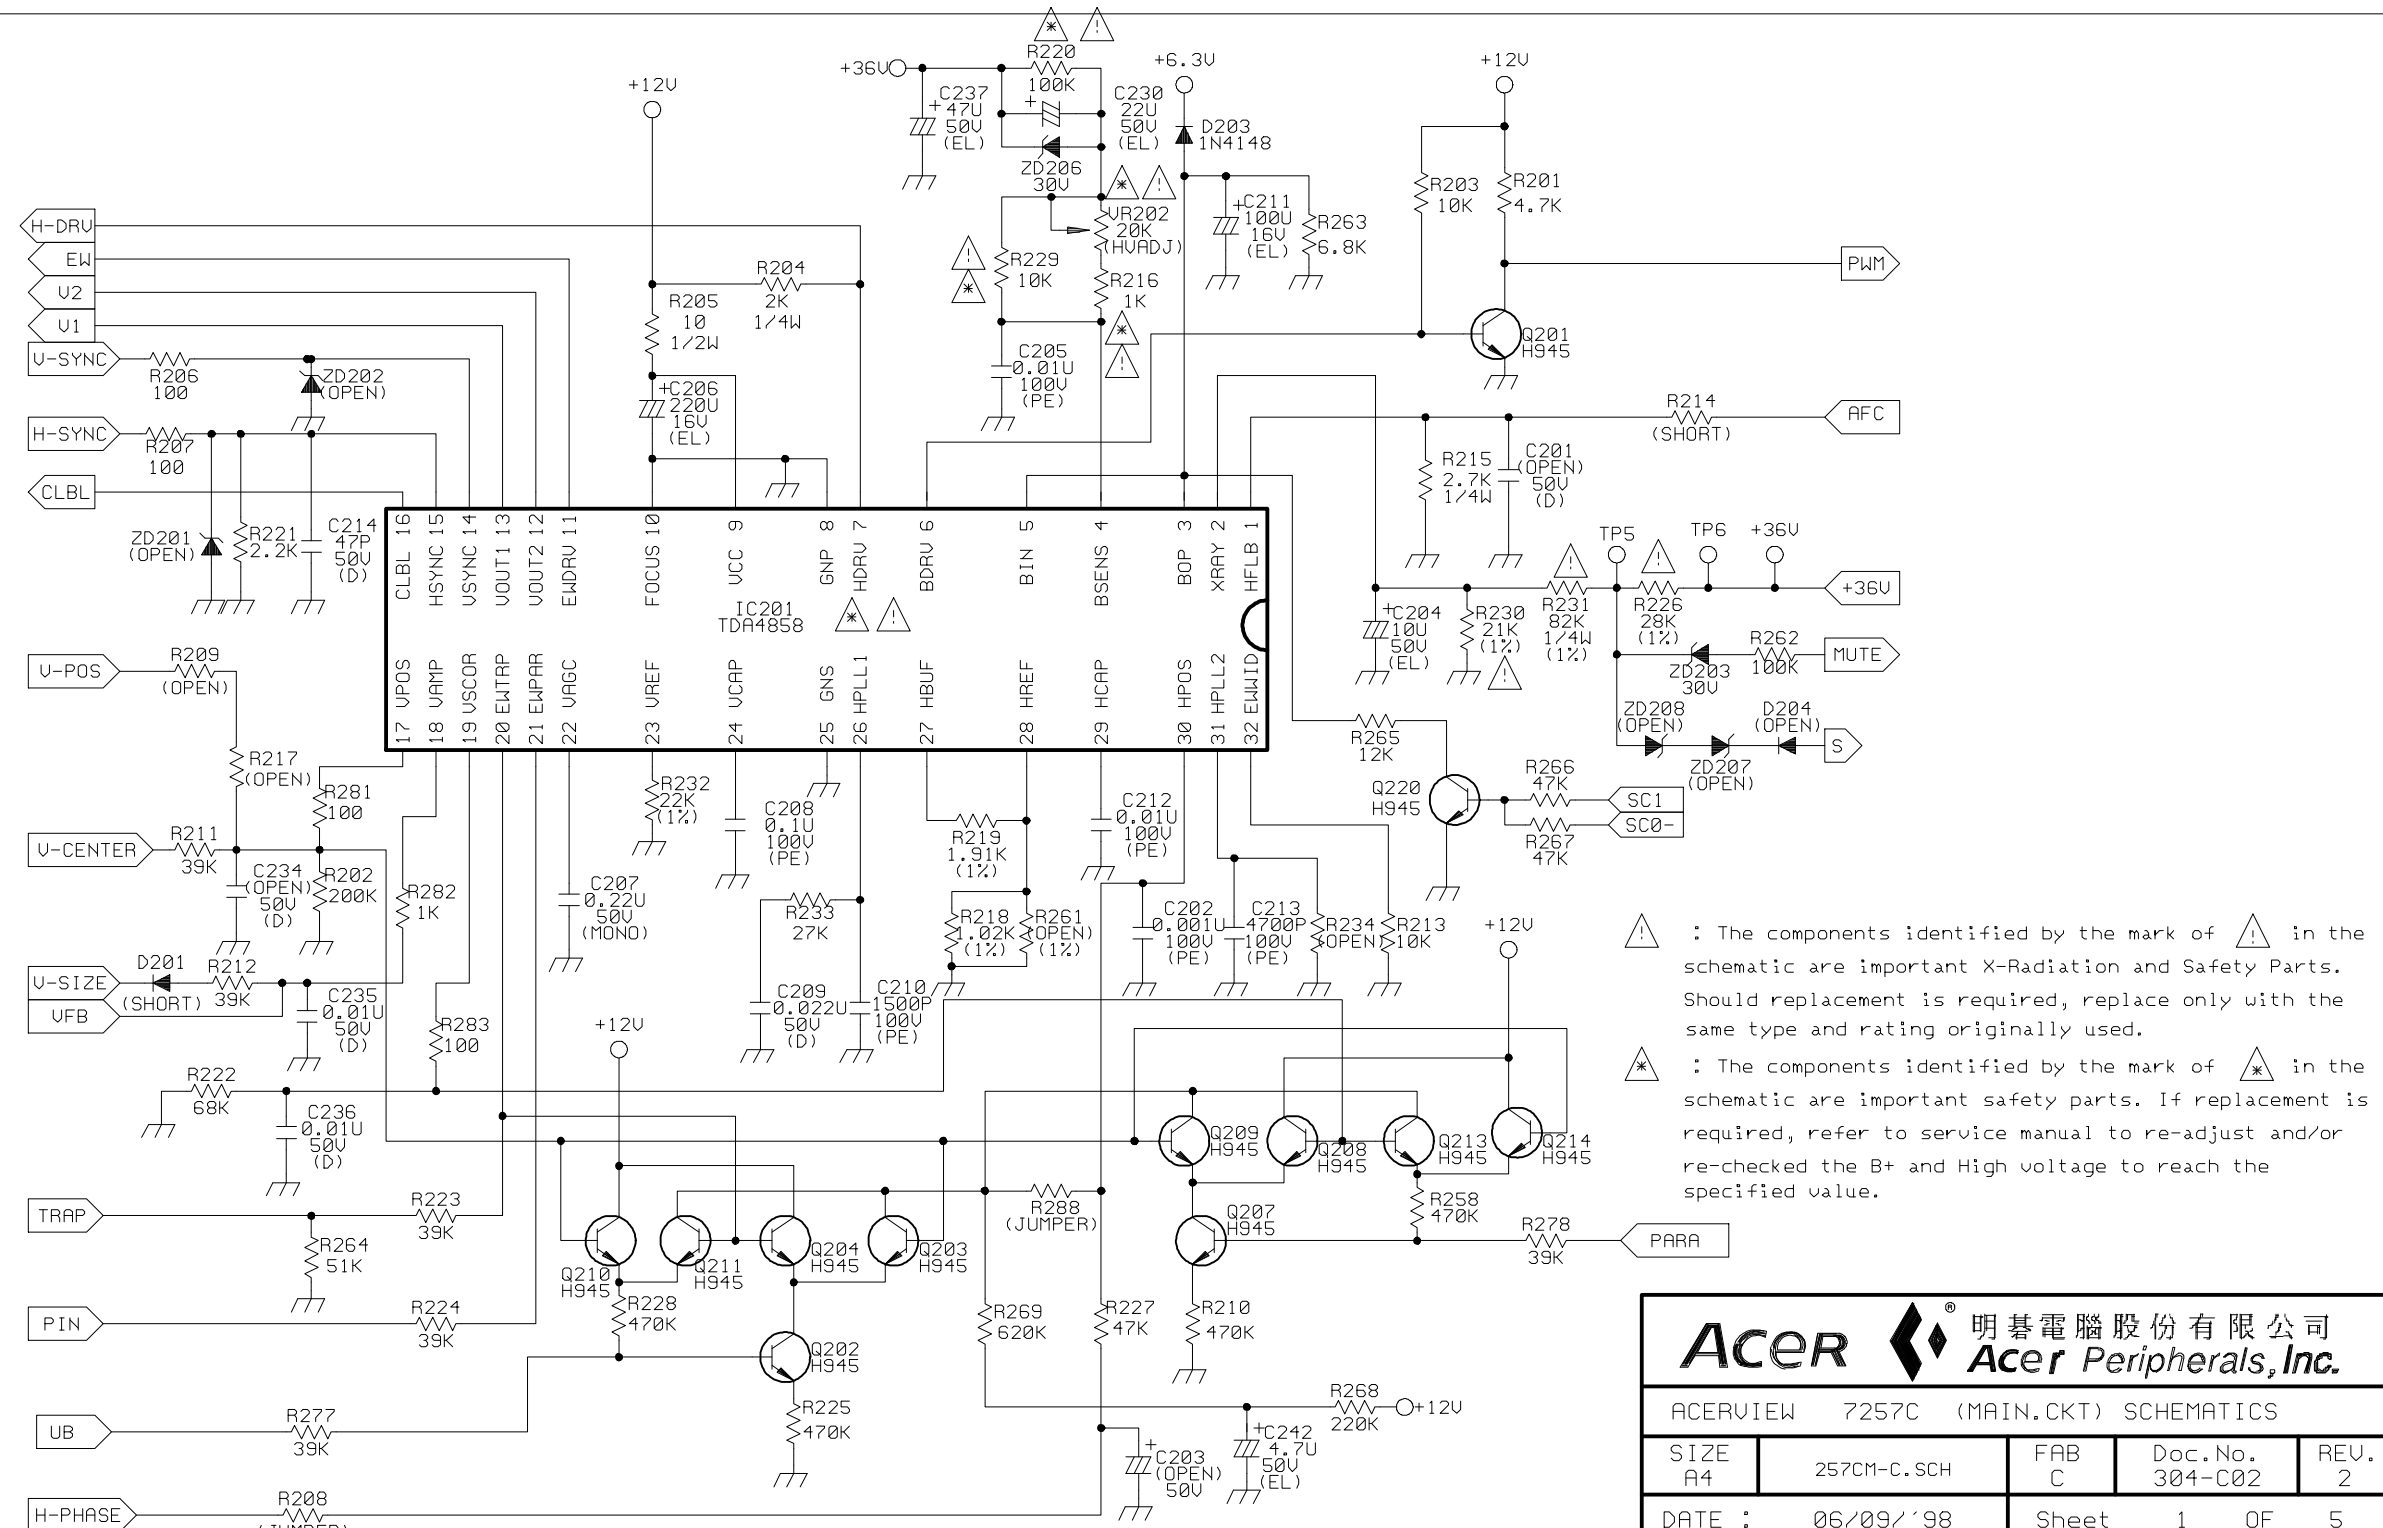 +36V
R220
100K
C237
+
47U
50V
(EL)
+
C230
22U
50V
(EL)
ZD206
30V
+6.3V
D203
1N4148
+12V
+12V
R203
10K
R201
4.7K
PWM
Q201
H945
H-DRV
EW
V2
V1
V-SYNC
R206
100
ZD202
(OPEN)
H-SYNC
R207
100
CLBL
ZD201
(OPEN)
R221
2.2K
C214
47P
50V
(D)
R204
2K
1/4W
R205
10
1/2W
+C206
220U
16V
(EL)
VR202
20K
(HVADJ)
R229
10K
R216
1K
C205
0.01U
100V
(PE)
+C211
100U
16V
(EL)
R263
6.8K
R214
(SHORT)
AFC
R215
2.7K
1/4W
C201
(OPEN)
50V
(D)
CLBL 16
HSYNC 15
VSYNC 14
VOUT1 13
VOUT2 12
EWDRV 11
FOCUS 10
VCC 9
GNP 8
HDRV 7
BDRV 6
BIN 5
BSENS 4
BOP 3
XRAY 2
HFLB 1
IC201
TDA4858
17 VPOS
18 VAMP
19 VSCOR
20 EWTRP
21 EWPAR
22 VAGC
23 VREF
24 VCAP
25 GNS
26 HPLL1
27 HBUF
28 HREF
29 HCAP
30 HPOS
31 HPLL2
32 EWWID
TP5
TP6
+36V
+36V
+C204
10U
50V
(EL)
R230
21K
(1%)
R231
82K
1/4W
(1%)
R226
28K
(1%)
R262
100K
MUTE
ZD203
30V
ZD208
(OPEN)
D204
(OPEN)
S
ZD207
(OPEN)
R265
12K
Q220
H945
R266
47K
SC1
SC0-
R267
47K
V-POS
R209
(OPEN)
R217
(OPEN)
R281
100
V-CENTER
R211
39K
C234
(OPEN)
50V
(D)
R202
200K
R282
1K
R232
22K
(1%)
C208
0.1U
100V
(PE)
C207
0.22U
50V
(MONO)
R233
27K
R219
1.91K
(1%)
R218
1.02K
(1%)
R261
(OPEN)
(1%)
C212
0.01U
100V
(PE)
C202
0.001U
100V
(PE)
C213
4700P
100V
(PE)
R234
(OPEN)
R213
10K
+12V
V-SIZE
D201
(SHORT)
R212
39K
VFB
C235
0.01U
50V
(D)
R283
100
+12V
C209
0.022U
50V
(D)
C210
1500P
100V
(PE)
R222
68K
C236
0.01U
50V
(D)
TRAP
R223
39K
R264
51K
PIN
R224
39K
UB
R277
39K
H-PHASE
R208
Q210
H945
Q211
H945
Q204
H945
Q203
H945
R228
470K
Q202
H945
R225
470K
R288
(JUMPER)
R269
620K
R227
47K
Q209
H945
Q208
H945
Q213
H945
Q214
H945
Q207
H945
R258
470K
R278
39K
PARA
R210
470K
R268
220K
+12V
+
C203
(OPEN)
50V
+C242
4.7U
50V
(EL)
! : The components identified by the mark of ! in the
schematic are important X-Radiation and Safety Parts.
Should replacement is required, replace only with the
same type and rating originally used.
* : The components identified by the mark of * in the
schematic are important safety parts. If replacement is
required, refer to service manual to re-adjust and/or
re-checked the B+ and High voltage to reach the
specified value.
Acer ® 明碁電腦股份有限公司
Acer Peripherals, Inc.
ACERVIEW 7257C (MAIN.CKT) SCHEMATICS
SIZE
A4
257CM-C.SCH
FAB
C
Doc.No.
304-C02
REV.
2
DATE : 06/09/'98
Sheet 1 OF 5